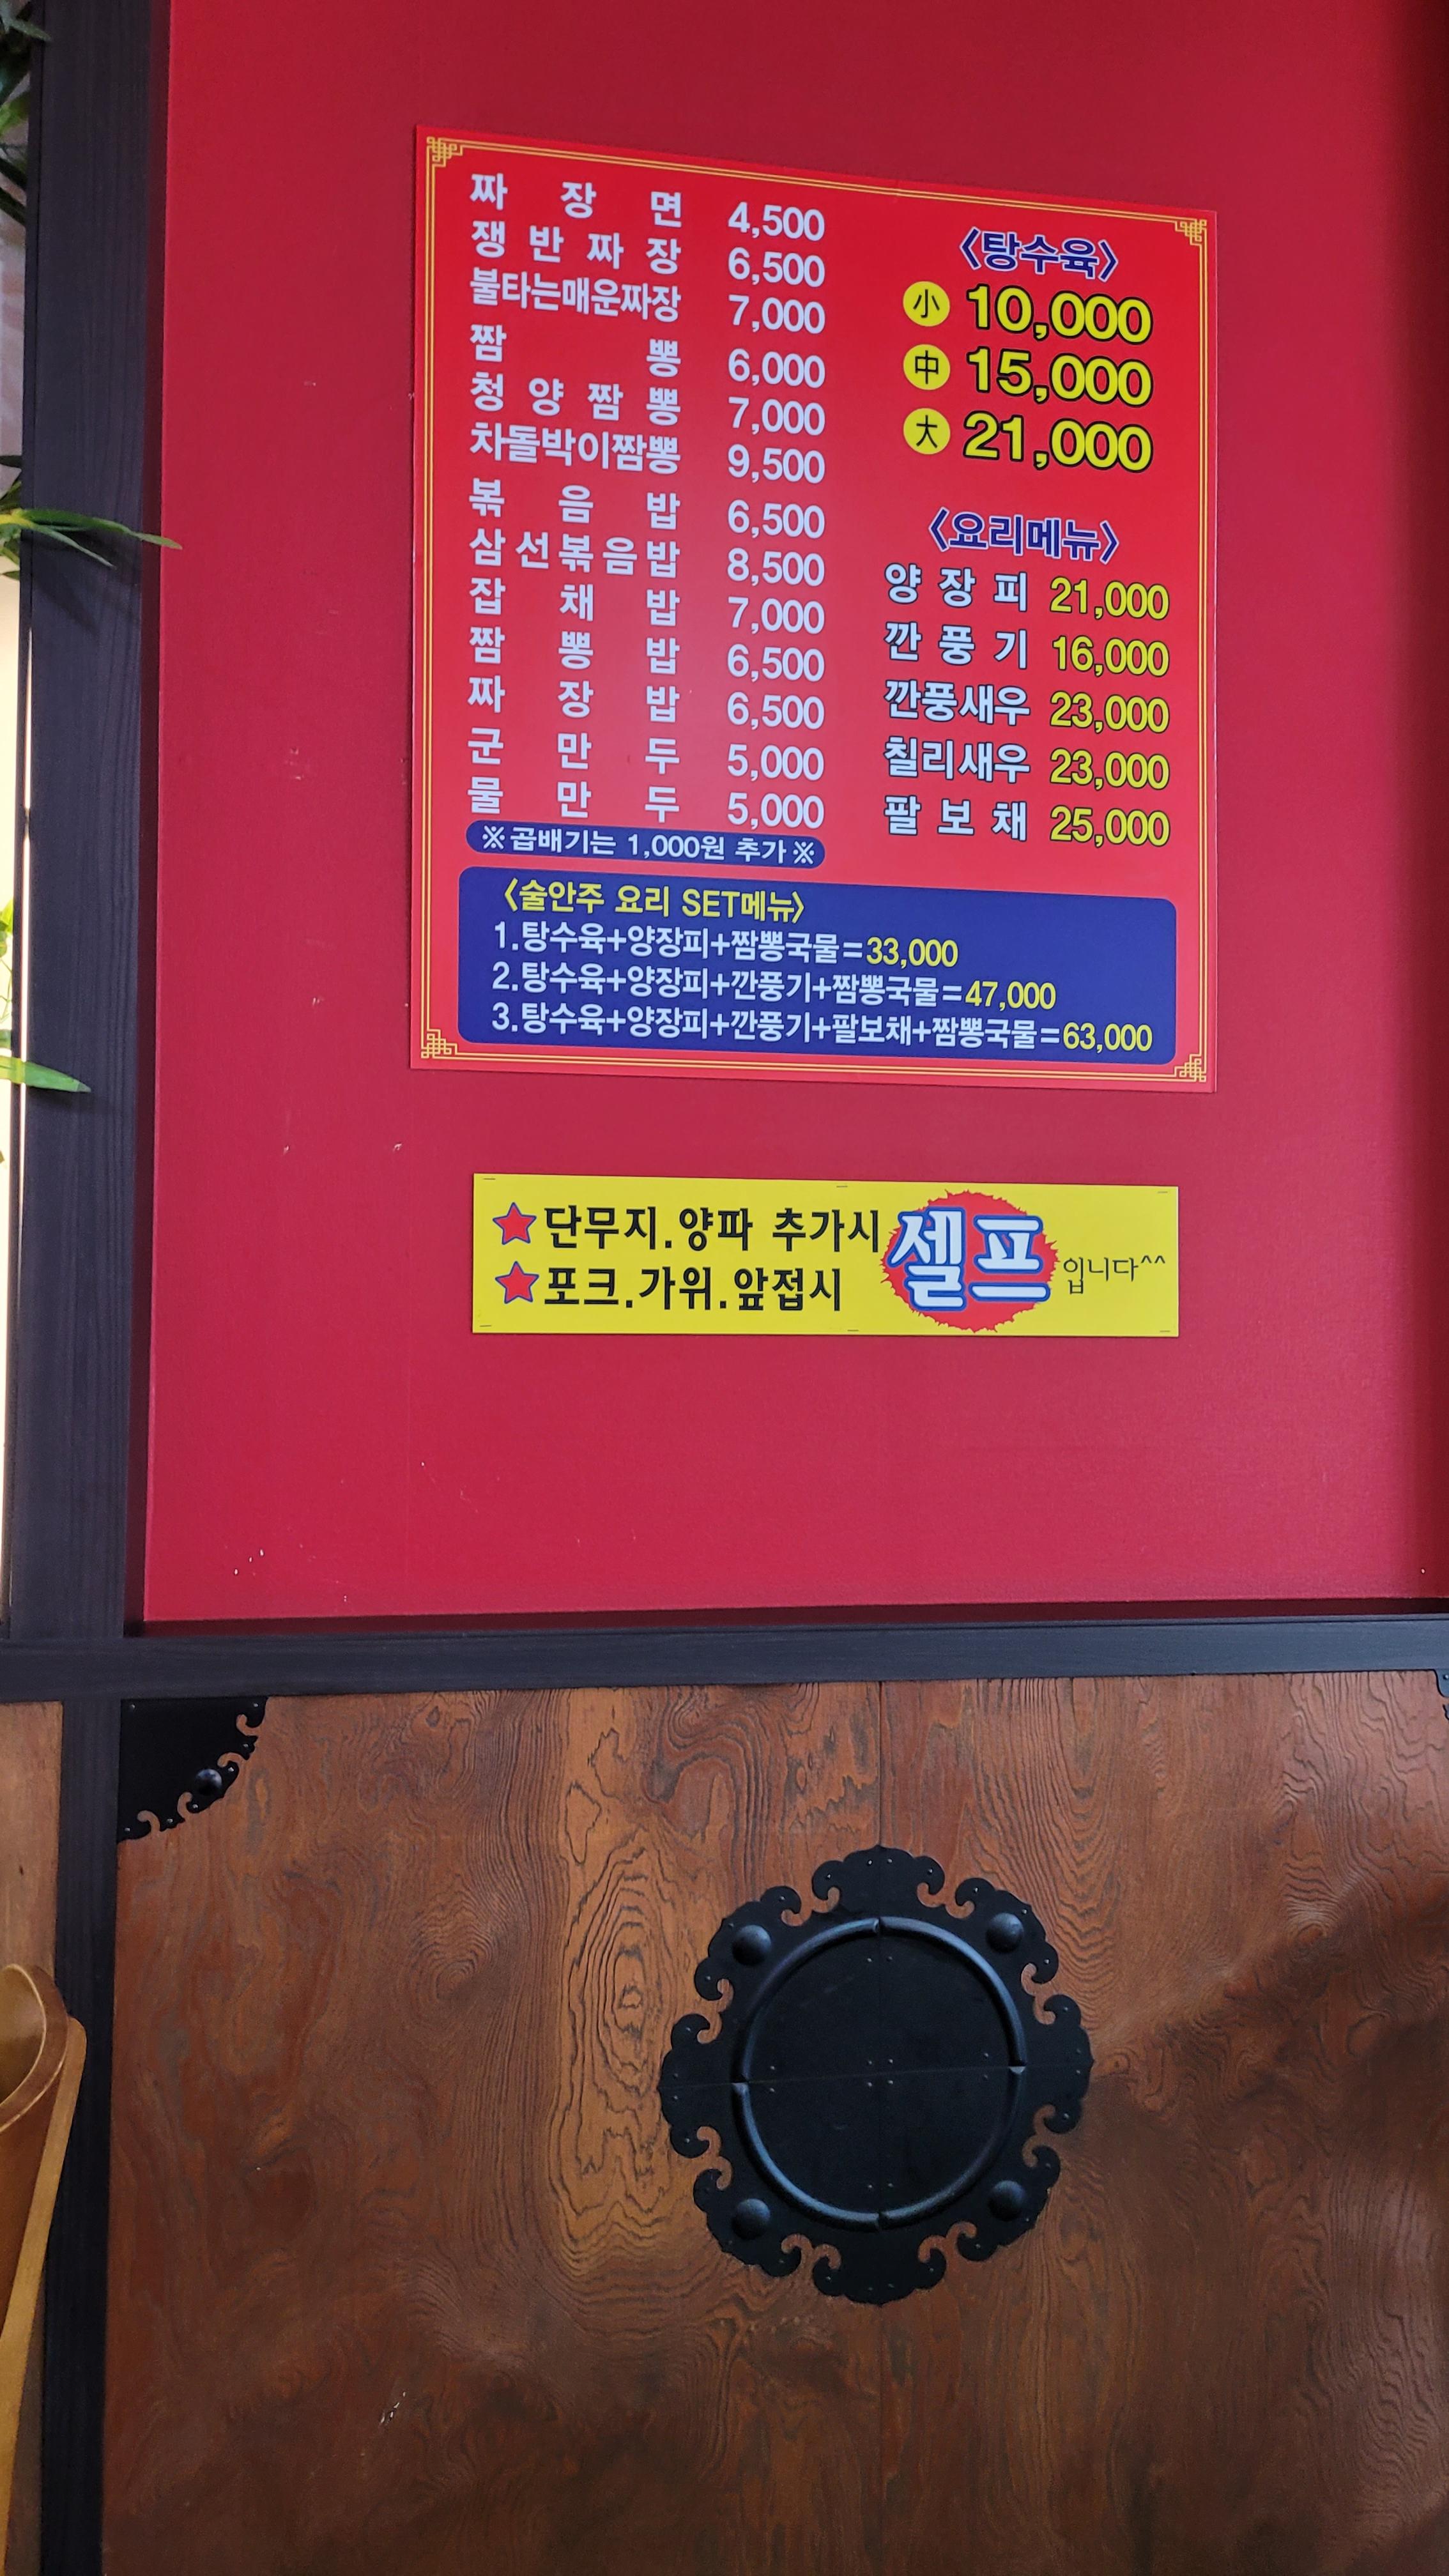 짜장면 4,500
쟁반짜장 6,500
불타는매운짜장 7,000
짬뽕 6,000
청양짬뽕 7,000
차돌박이짬뽕 9,500
볶음밥 6,500
삼선볶음밥 8,500
잡채밥 7,000
짬뽕밥 6,500
짜장밥 6,500
군만두 5,000
물만두 5,000
※곱배기는 1,000원 추가※
〈탕수육〉
小 10,000
中 15,000
大 21,000
〈요리메뉴〉
양장피 21,000
깐풍기 16,000
깐풍새우 23,000
칠리새우 23,000
팔보채 25,000
〈술안주 요리 SET메뉴〉
1.탕수육+양장피+짬뽕국물=33,000
2.탕수육+양장피+깐풍기+짬뽕국물=47,000
3.탕수육+양장피+깐풍기+팔보채+짬뽕국물=63,000
★단무지.양파 추가시
★포크.가위.앞접시
셀프입니다^^